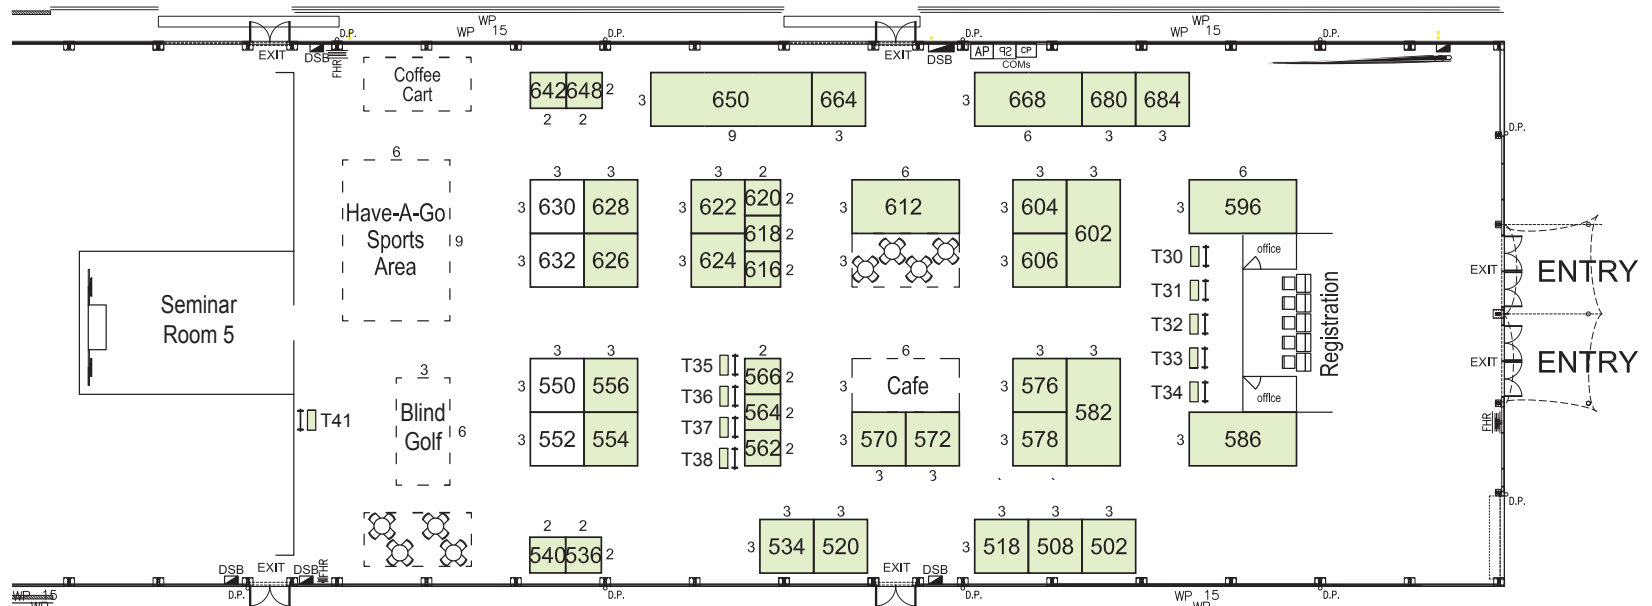 WP
WP 15
WP
WP 15
D.P.
D.P.
D.P.
D.P.
EXIT
DSB
FHR
EXIT
DSB
AP
SP
CP
COMs
Coffee
Cart
642 648 2
2 2
3 650 664
9 3
3 668 680 684
6 3 3
D.P.
6
Have-A-Go
Sports
Area
9
3 3
3 630 628
3 632 626
3 2
3 622 620 2
618 2
3 624 616 2
6
3 612
3
3 3
3 604 602
3 606
6
3 596
office
T30
T31
T32
T33
T34
office
Registration
EXIT ENTRY
EXIT ENTRY
Seminar
Room 5
T41
3
Blind
Golf
6
3 3
3 550 556
3 552 554
T35
T36
T37
T38
2
566 2
564 2
562 2
6
3 Cafe
3 570 572
3 3
3 3
3 576 582
3 578
3 586
FHR
D.P.
2 2
540 536 2
3 3
3 534 520
3 3 3
3 518 508 502
DSB
EXIT
DSB
FHR
EXIT
DSB
D.P.
D.P.
D.P.
D.P.
WP 15
WP
WP 15
WP